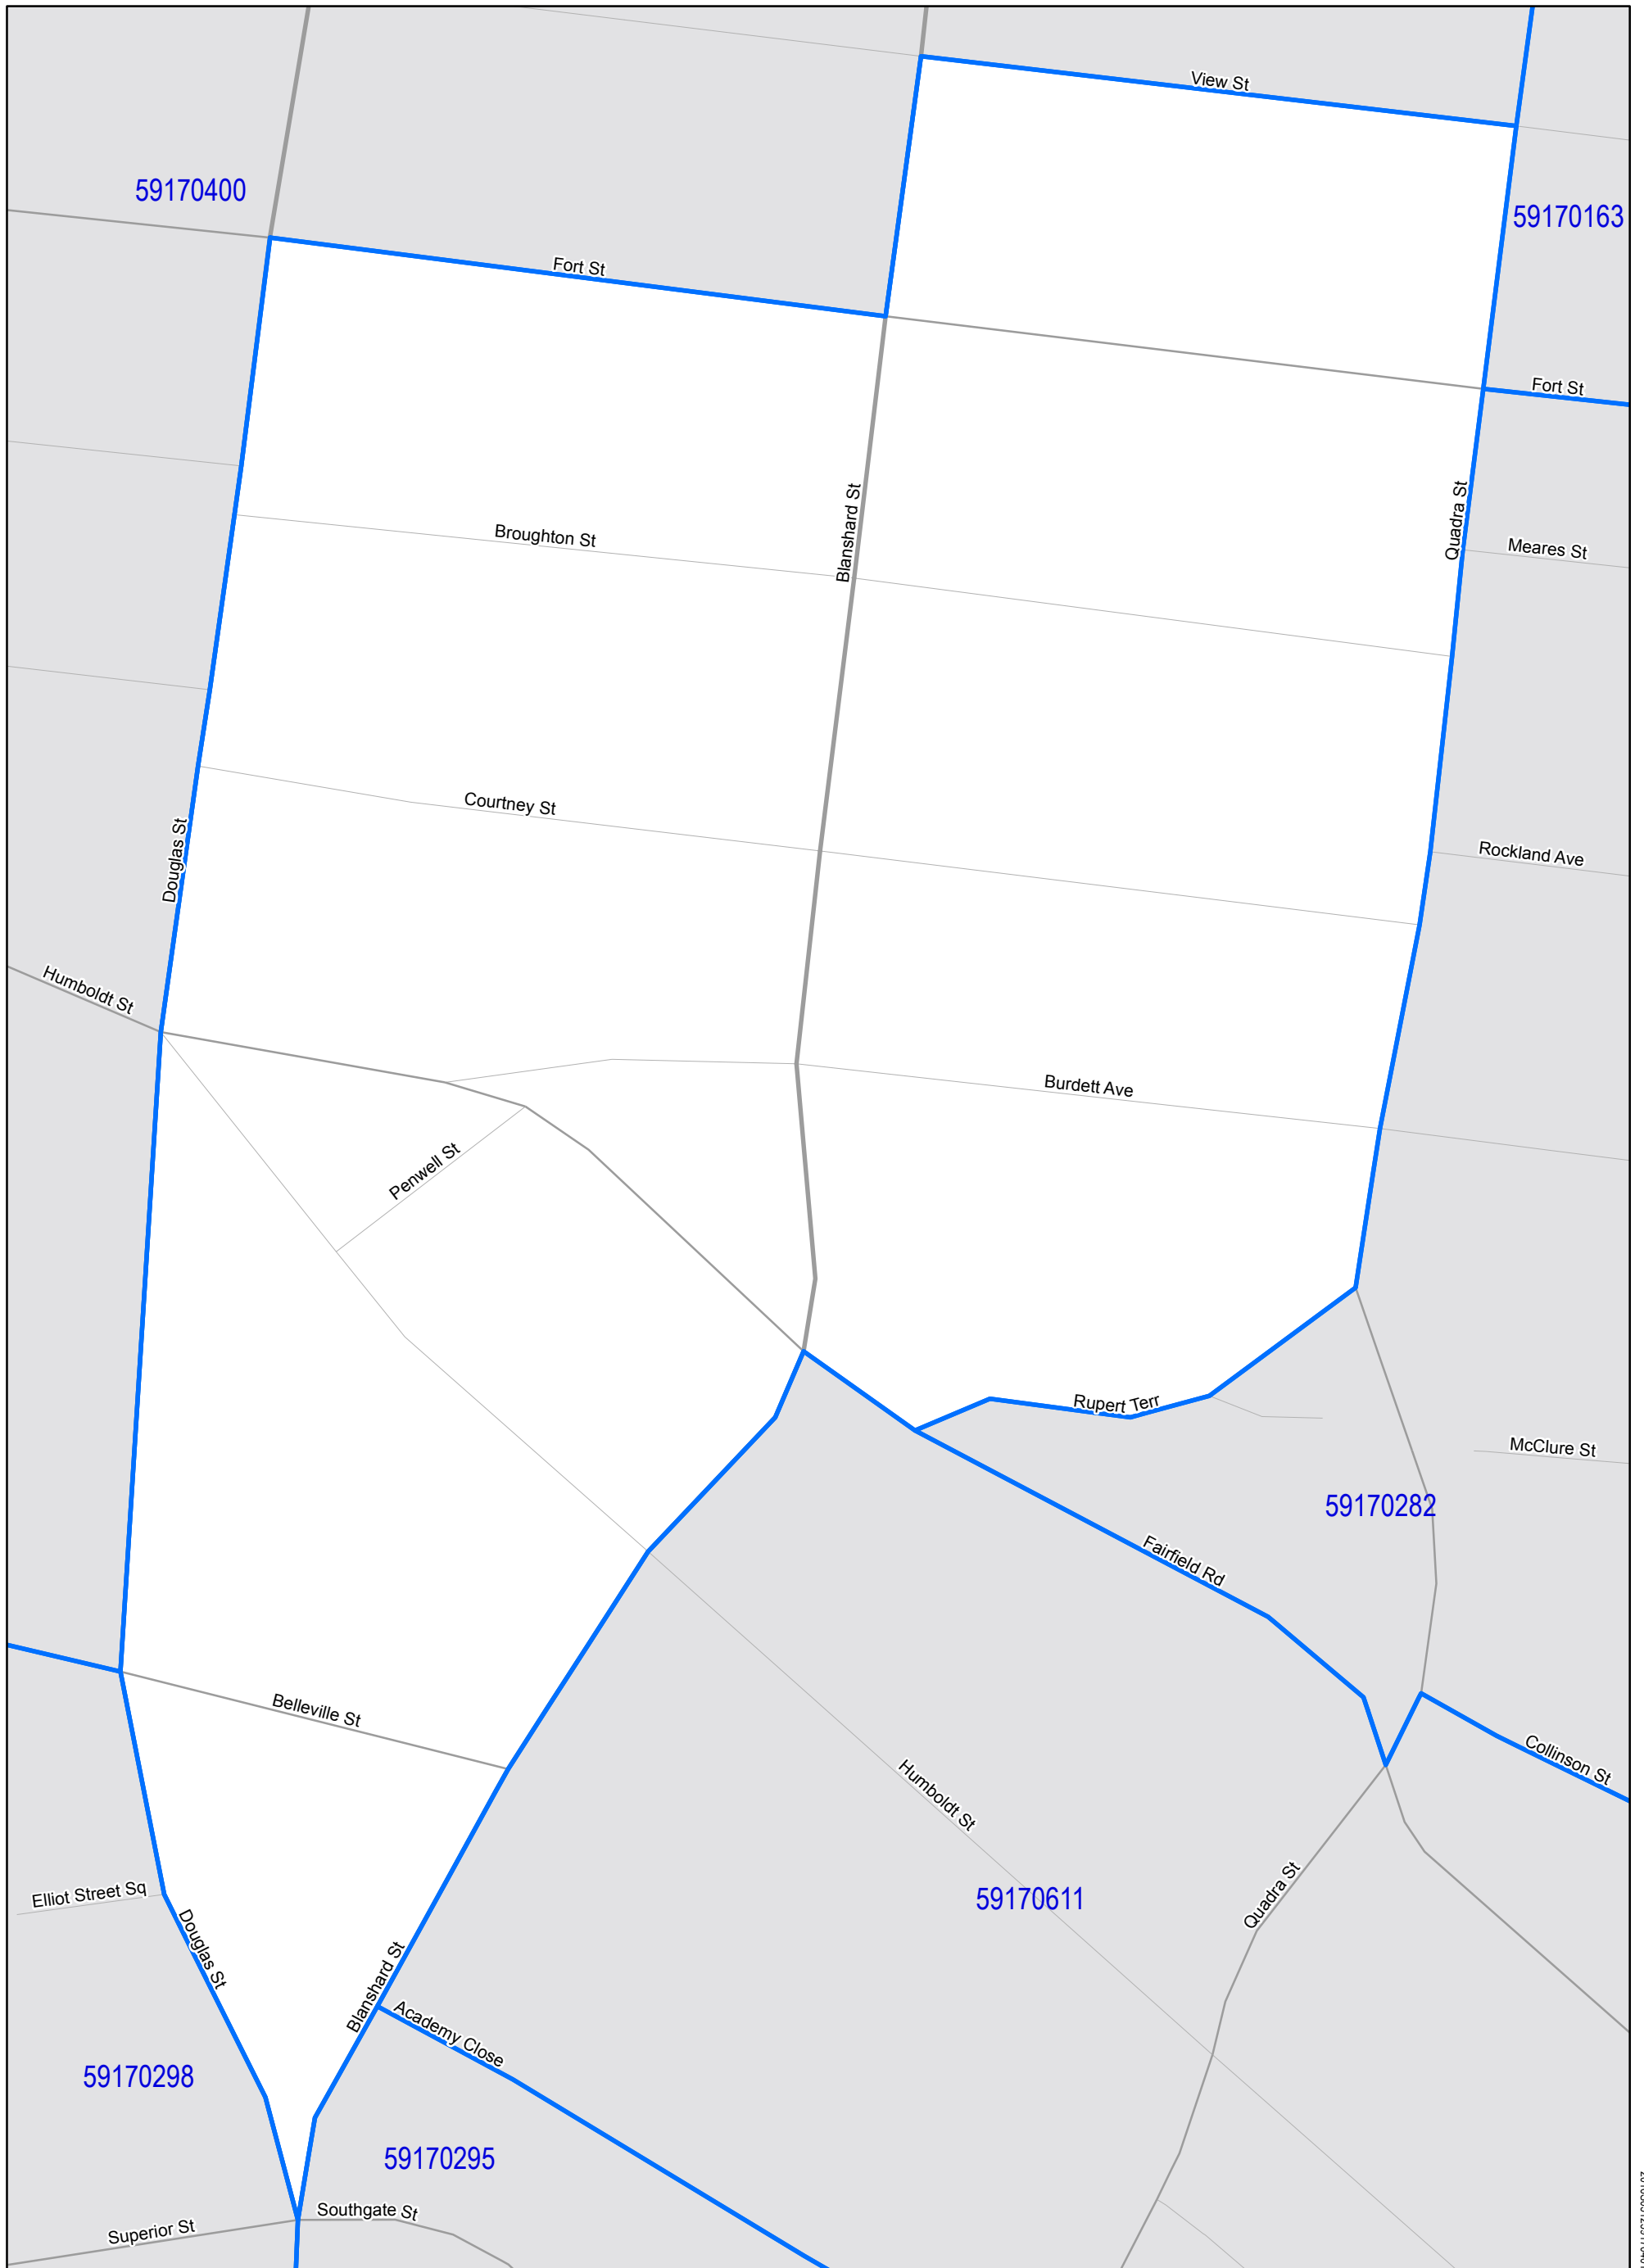 View St
59170400
59170163
Fort St
Fort St
Blanshard St
Quadra St
Broughton St
Meares St
Courtney St
Douglas St
Rockland Ave
Humboldt St
Burdett Ave
Penwell St
Rupert Terr
McClure St
59170282
Fairfield Rd
Belleville St
Collinson St
Humboldt St
Elliot Street Sq
59170611
Quadra St
Douglas St
Blanshard St
Academy Close
59170298
59170295
Southgate St
Superior St